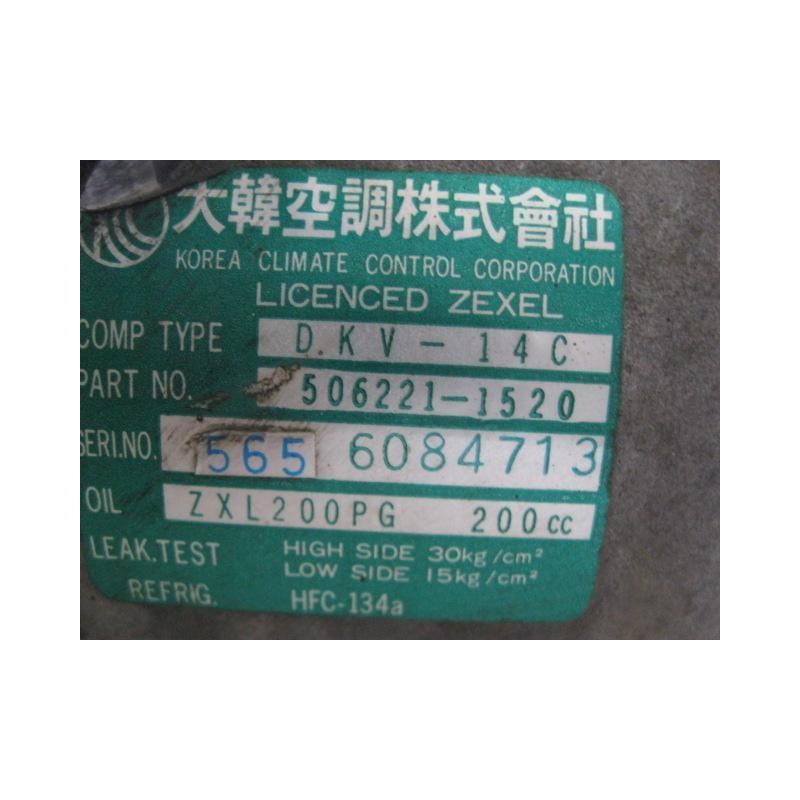 大韓空調株式會社
KOREA CLIMATE CONTROL CORPORATION
LICENCED ZEXEL
COMP TYPE DKV-14C
PART NO. 506221-1520
SERI.NO. 565 6084713
OIL ZXL200PG 200cc
LEAK.TEST HIGH SIDE 30kg/cm²
LOW SIDE 15kg/cm²
REFRIG. HFC-134a